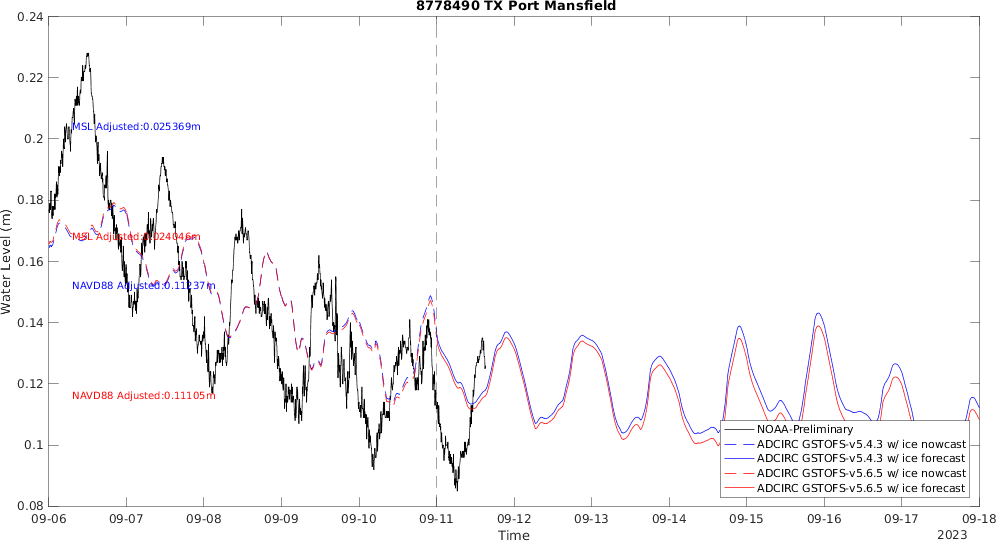 8778490 TX Port Mansfield
0.24
0.22
0.2
0.18
0.16
0.14
0.12
0.1
0.08
Water Level (m)
MSL Adjusted:0.025369m
MSL Adjusted:0.024046m
NAVD88 Adjusted:0.11237m
NAVD88 Adjusted:0.11105m
NOAA-Preliminary
ADCIRC GSTOFS-v5.4.3 w/ ice nowcast
ADCIRC GSTOFS-v5.4.3 w/ ice forecast
ADCIRC GSTOFS-v5.6.5 w/ ice nowcast
ADCIRC GSTOFS-v5.6.5 w/ ice forecast
09-06 09-07 09-08 09-09 09-10 09-11 09-12 09-13 09-14 09-15 09-16 09-17 09-18
Time
2023